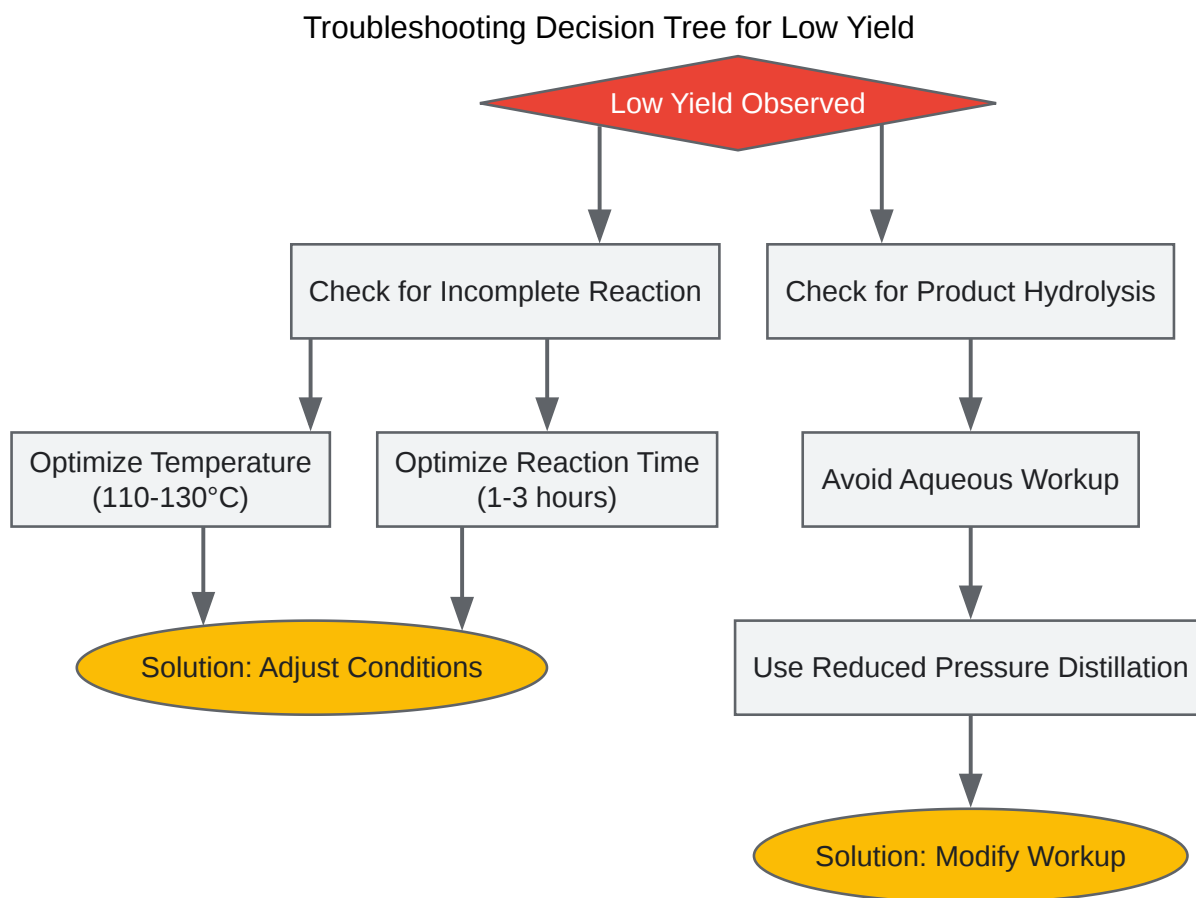 Troubleshooting Decision Tree for Low Yield
Low Yield Observed
Check for Incomplete Reaction
Check for Product Hydrolysis
Optimize Temperature
(110-130°C)
Optimize Reaction Time
(1-3 hours)
Avoid Aqueous Workup
Solution: Adjust Conditions
Use Reduced Pressure Distillation
Solution: Modify Workup